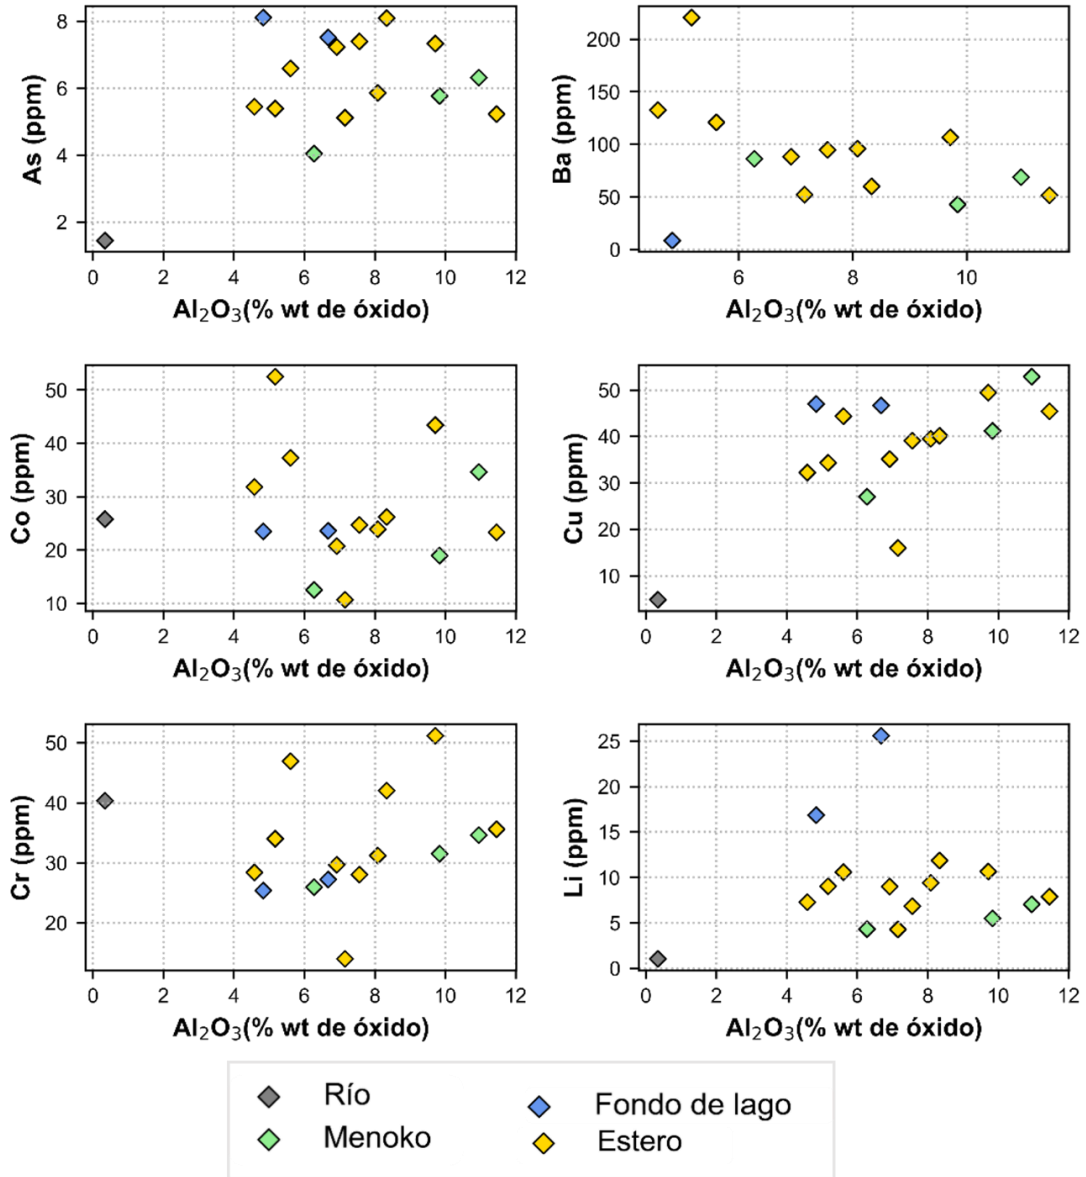 8
6
4
2
0 2 4 6 8 10 12
As (ppm)
Al₂O₃(% wt de óxido)
200
150
100
50
0
6 8 10
Ba (ppm)
Al₂O₃(% wt de óxido)
50
40
30
20
10
0 2 4 6 8 10 12
Co (ppm)
Al₂O₃(% wt de óxido)
50
40
30
20
10
0 2 4 6 8 10 12
Cu (ppm)
Al₂O₃(% wt de óxido)
50
40
30
20
0 2 4 6 8 10 12
Cr (ppm)
Al₂O₃(% wt de óxido)
25
20
15
10
5
0
0 2 4 6 8 10 12
Li (ppm)
Al₂O₃(% wt de óxido)
Río
Menoko
Fondo de lago
Estero